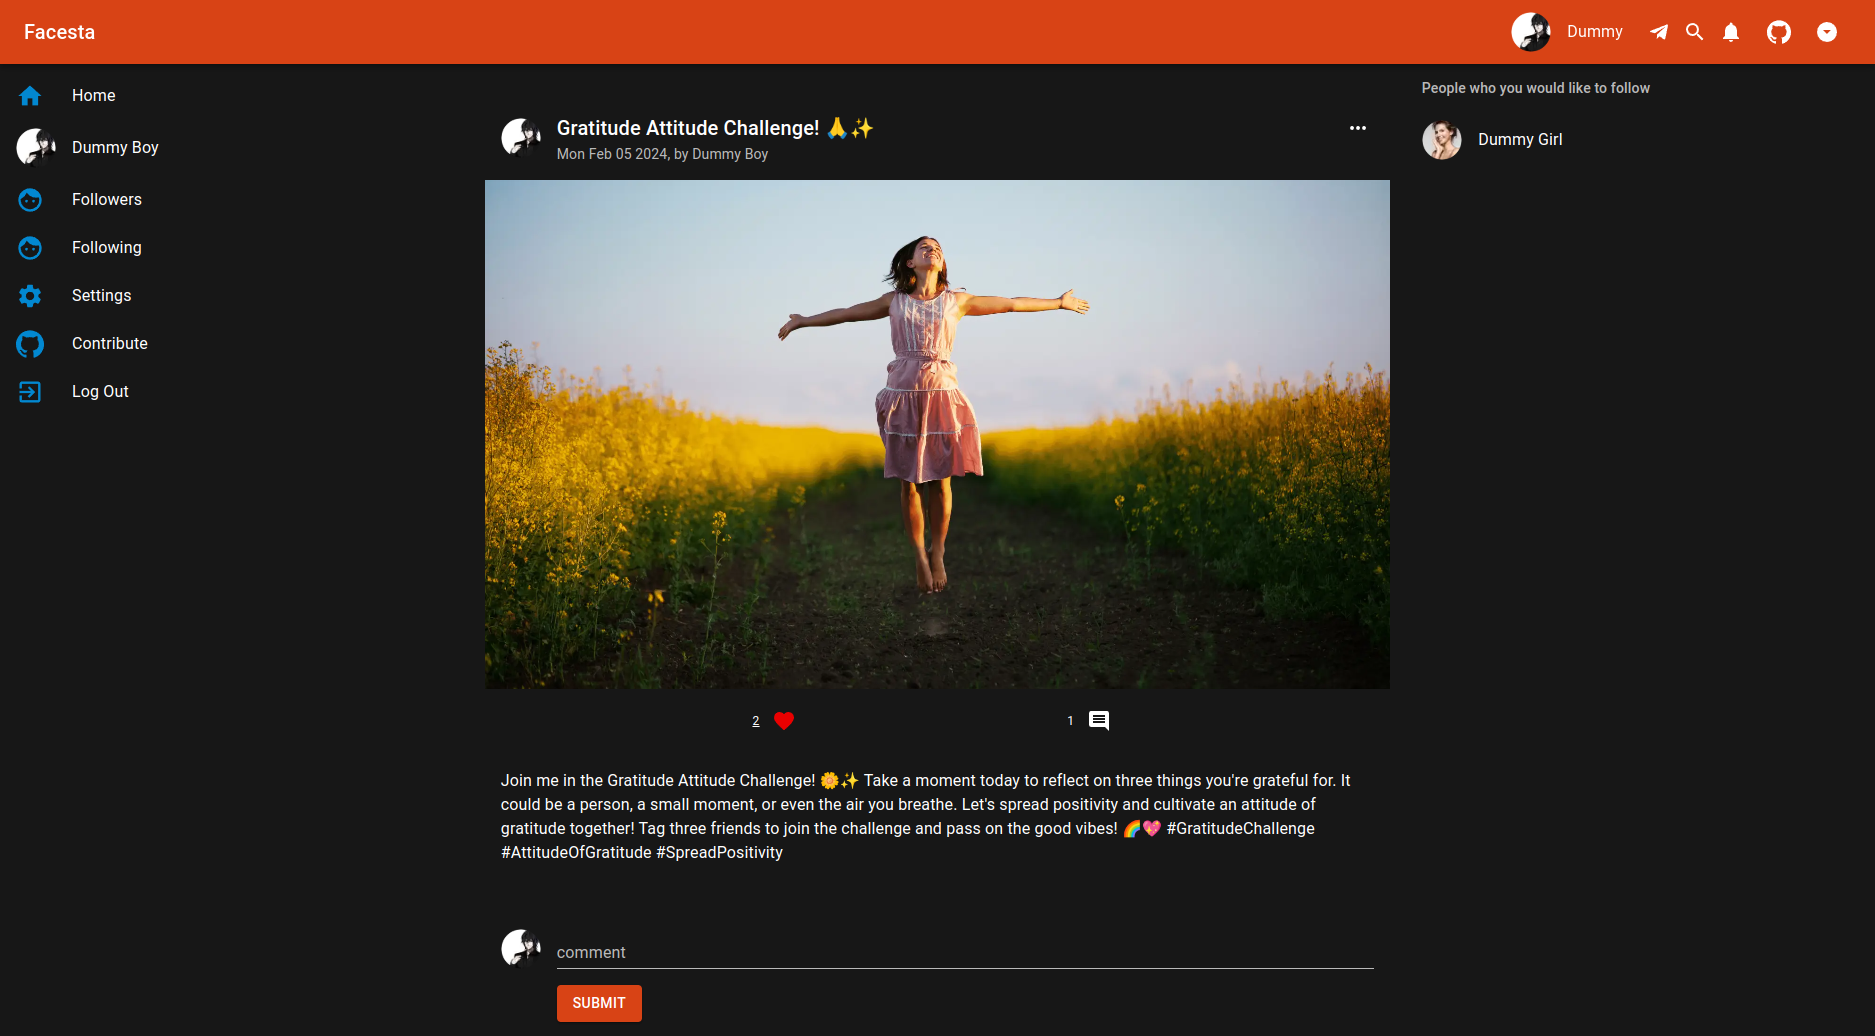 Facesta
Dummy
Home
Dummy Boy
Followers
Following
Settings
Contribute
Log Out
Gratitude Attitude Challenge! 🙏✨
Mon Feb 05 2024, by Dummy Boy
2
1
Join me in the Gratitude Attitude Challenge! 🌼✨ Take a moment today to reflect on three things you're grateful for. It
could be a person, a small moment, or even the air you breathe. Let's spread positivity and cultivate an attitude of
gratitude together! Tag three friends to join the challenge and pass on the good vibes! 🌈💖 #GratitudeChallenge
#AttitudeOfGratitude #SpreadPositivity
comment
SUBMIT
People who you would like to follow
Dummy Girl